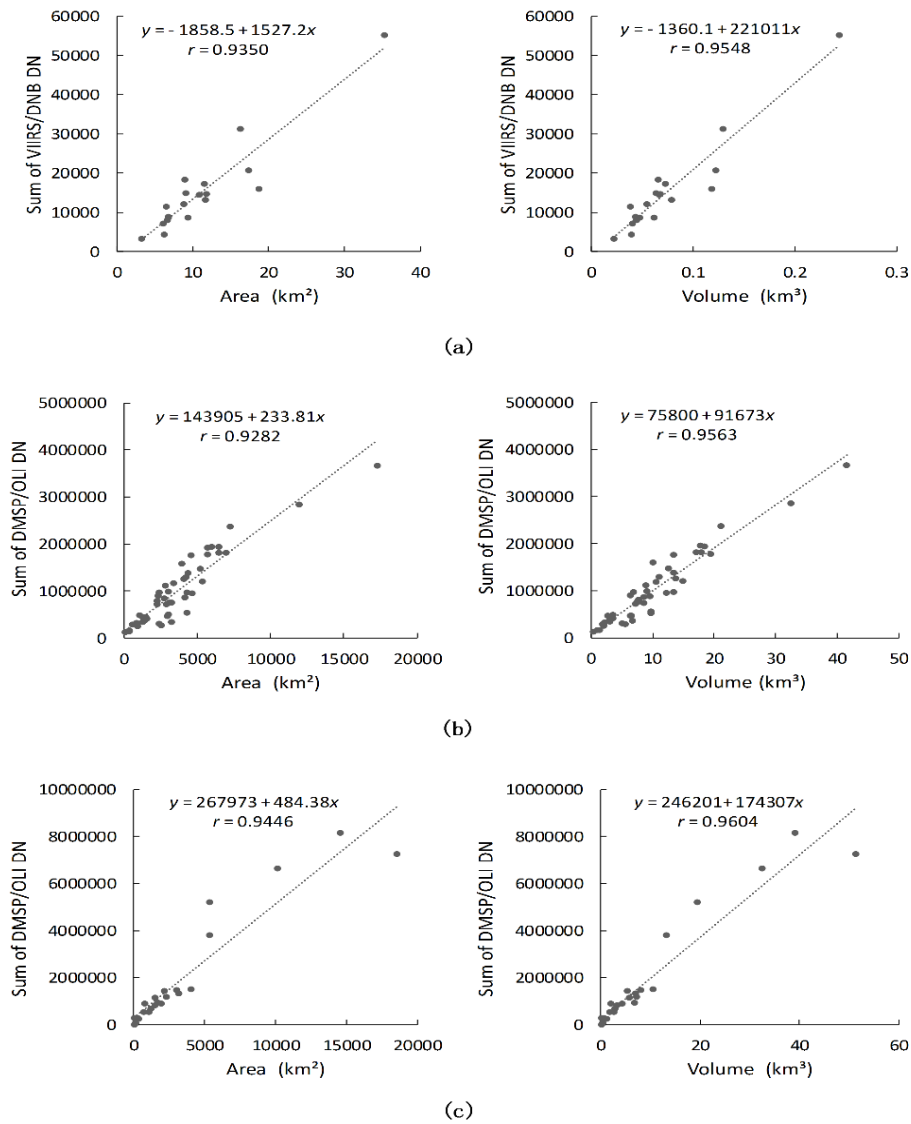 y = - 1858.5 + 1527.2x
r = 0.9350
60000
50000
40000
30000
20000
10000
0
0 10 20 30 40
Sum of VIIRS/DNB DN
Area (km²)
y = - 1360.1 + 221011x
r = 0.9548
60000
50000
40000
30000
20000
10000
0
0 0.1 0.2 0.3
Sum of VIIRS/DNB DN
Volume (km³)
(a)
y = 143905 + 233.81x
r = 0.9282
5000000
4000000
3000000
2000000
1000000
0
0 5000 10000 15000 20000
Sum of DMSP/OLI DN
Area (km²)
y = 75800 + 91673x
r = 0.9563
5000000
4000000
3000000
2000000
1000000
0
0 10 20 30 40 50
Sum of DMSP/OLI DN
Volume (km³)
(b)
y = 267973 + 484.38x
r = 0.9446
10000000
8000000
6000000
4000000
2000000
0
0 5000 10000 15000 20000
Sum of DMSP/OLI DN
Area (km²)
y = 246201+ 174307x
r = 0.9604
10000000
8000000
6000000
4000000
2000000
0
0 20 40 60
Sum of DMSP/OLI DN
Volume (km³)
(c)